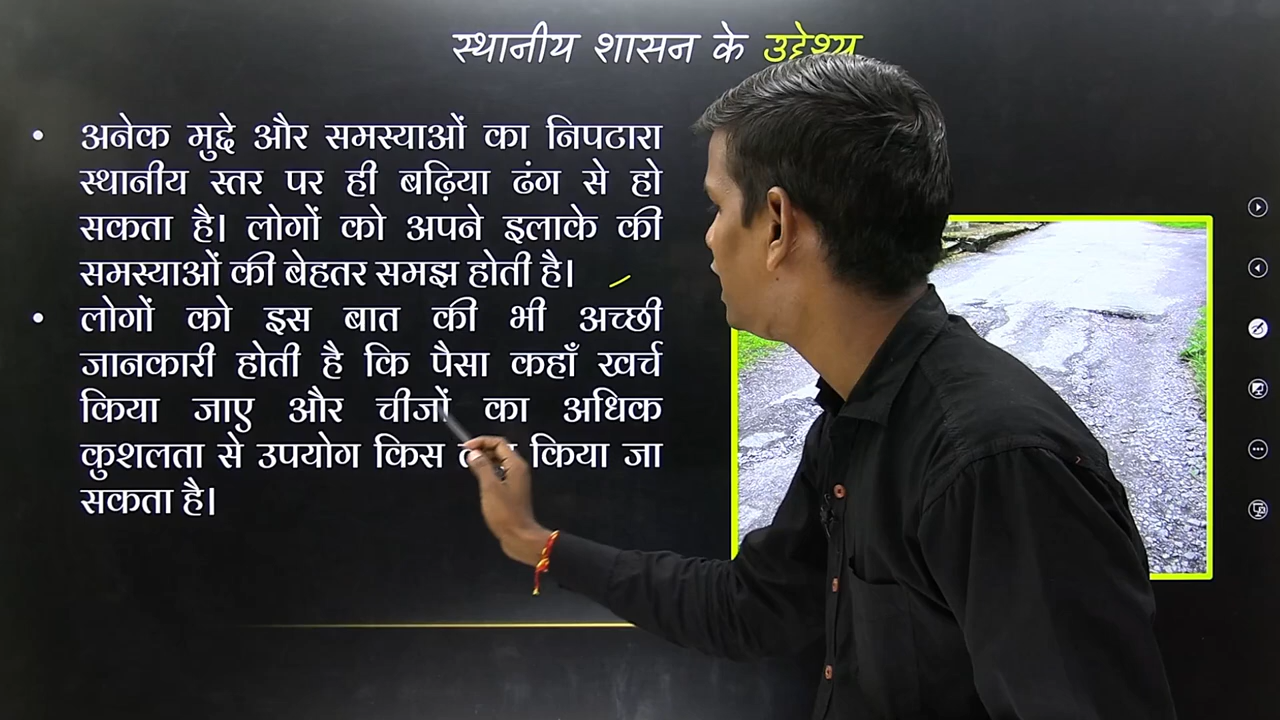 स्थानीय शासन के उद्देश्य
• अनेक मुद्दे और समस्याओं का निपटारा
स्थानीय स्तर पर ही बढ़िया ढंग से हो
सकता है। लोगों को अपने इलाके की
समस्याओं की बेहतर समझ होती है।
• लोगों को इस बात की भी अच्छी
जानकारी होती है कि पैसा कहाँ खर्च
किया जाए और चीजों का अधिक
कुशलता से उपयोग किस किया जा
सकता है।